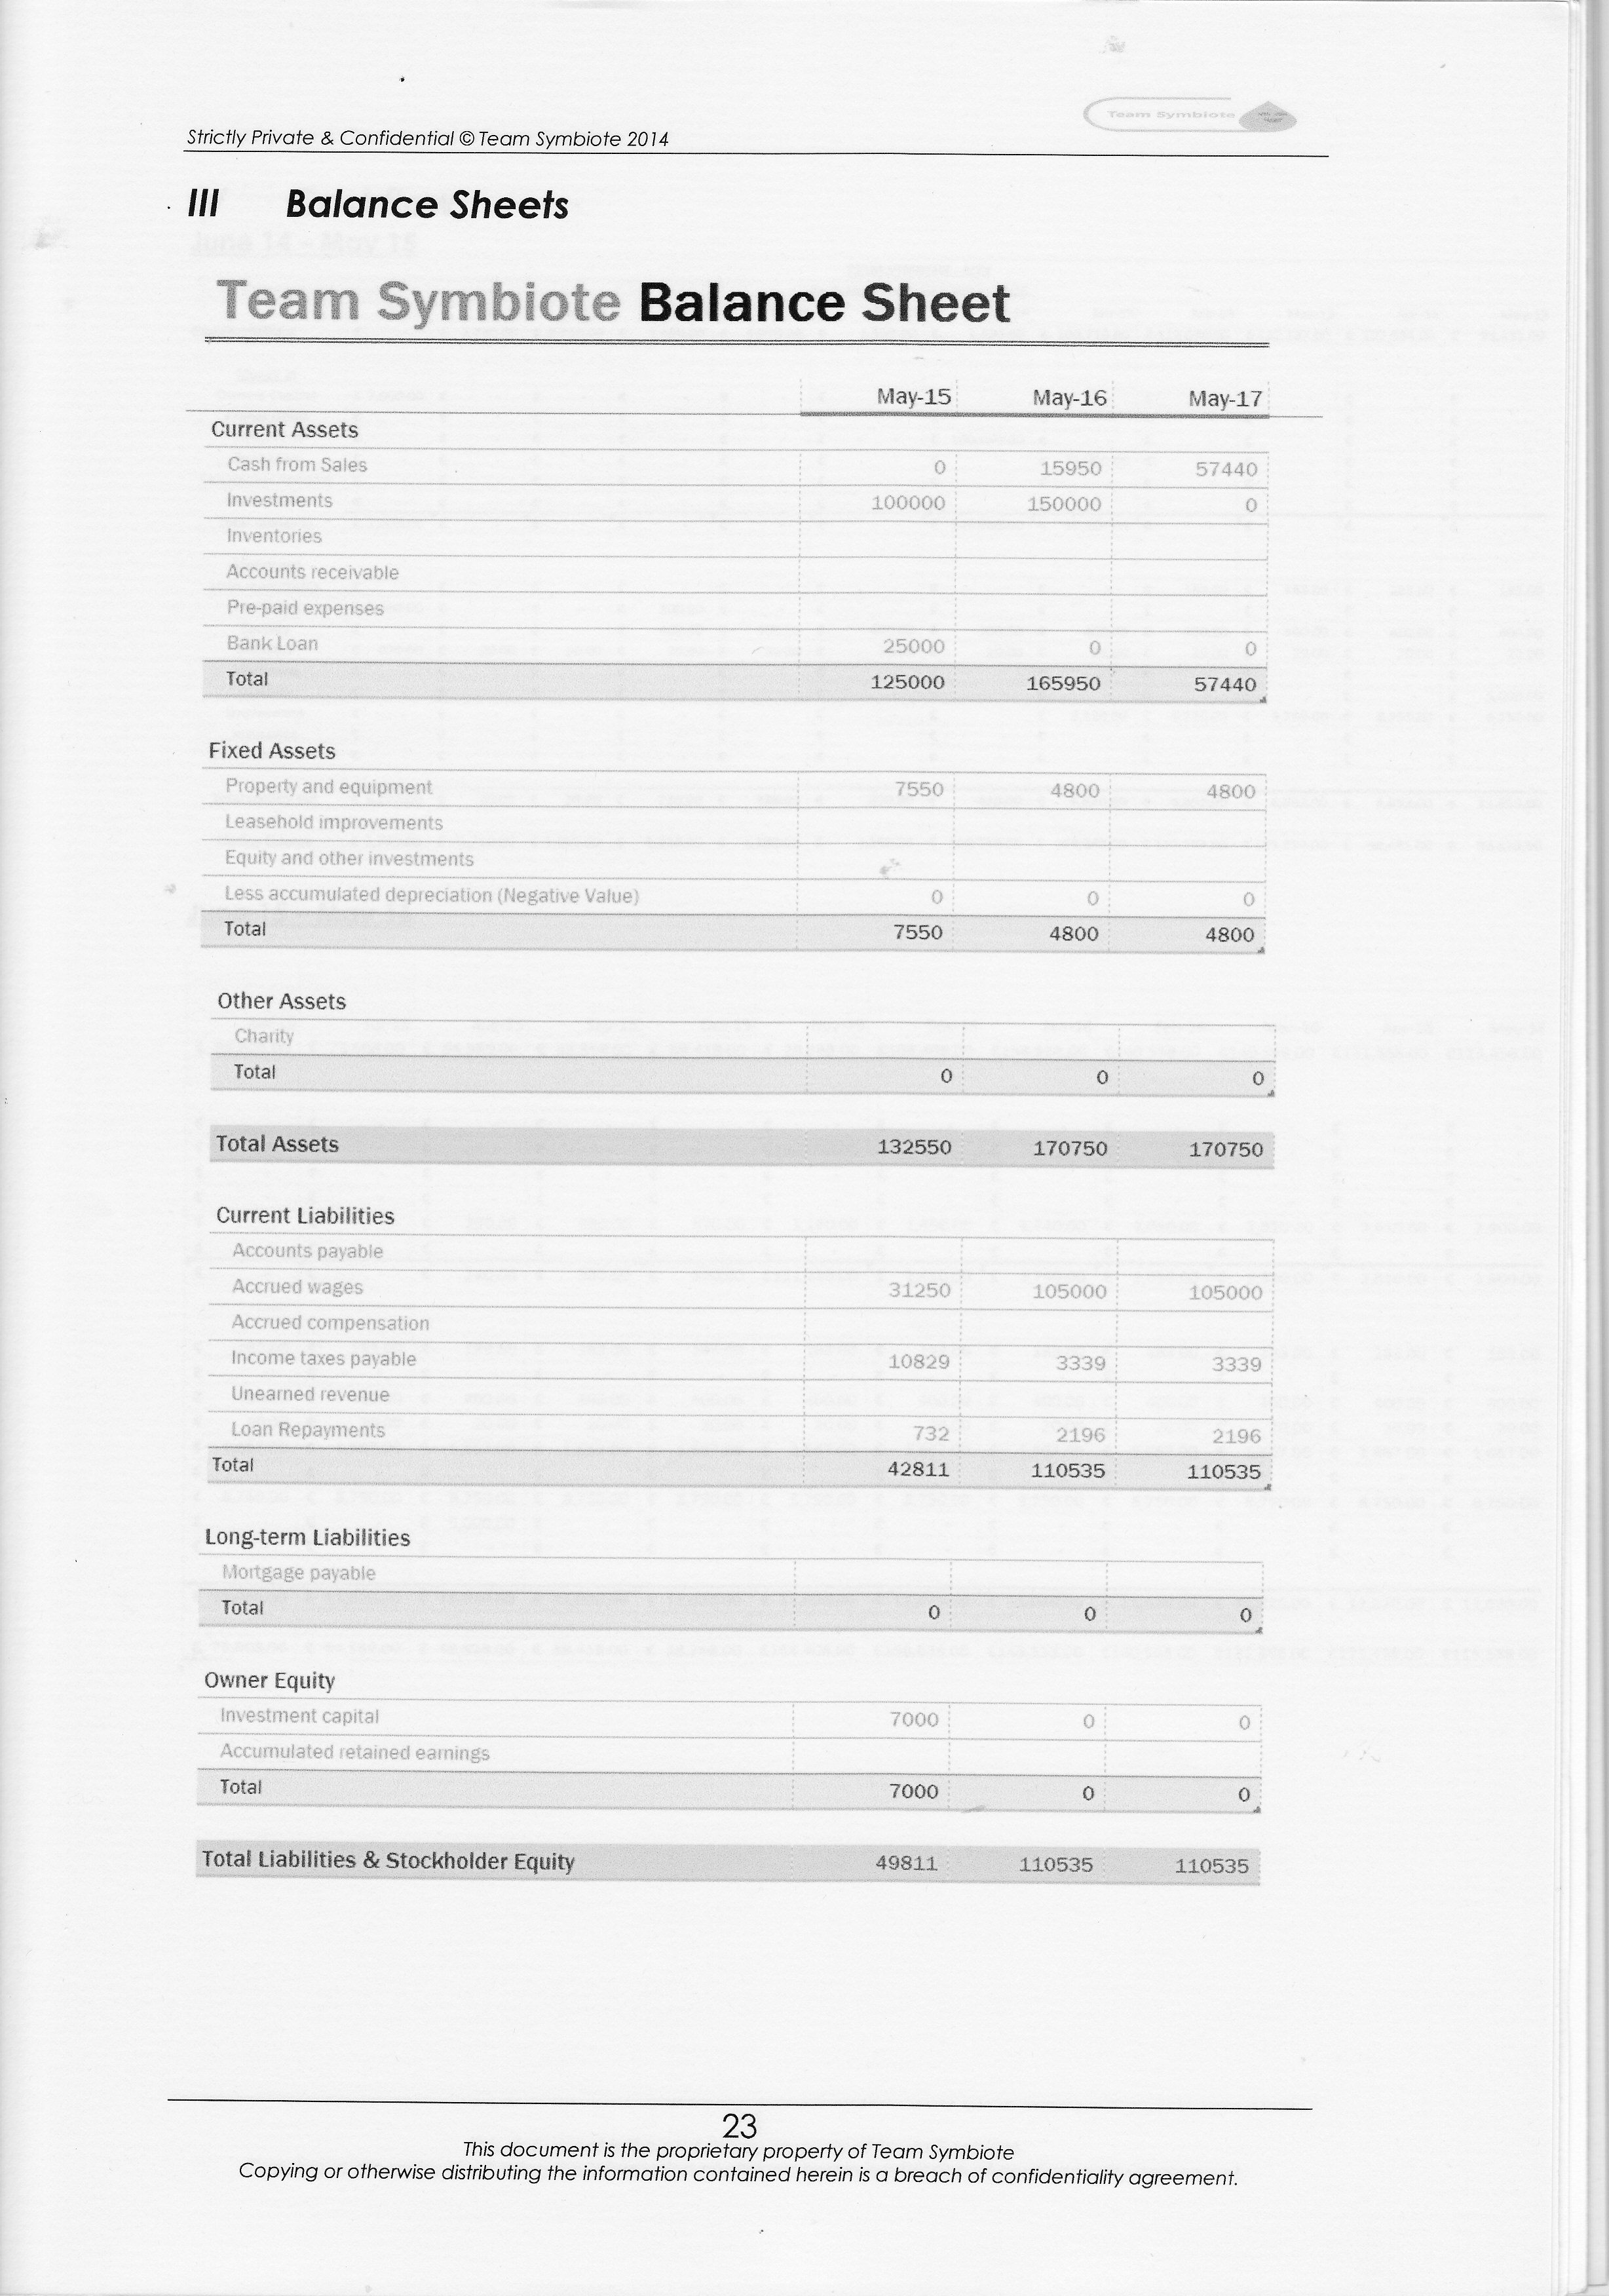 Team Symbiote
Strictly Private & Confidential © Team Symbiote 2014
III Balance Sheets
Team Symbiote Balance Sheet
May-15 May-16 May-17
Current Assets
Cash from Sales 0 15950 57440
Investments 100000 150000 0
Inventories
Accounts receivable
Pre-paid expenses
Bank Loan 25000 0 0
Total 125000 165950 57440
Fixed Assets
Property and equipment 7550 4800 4800
Leasehold improvements
Equity and other investments
Less accumulated depreciation (Negative Value) 0 0 0
Total 7550 4800 4800
Other Assets
Charity
Total 0 0 0
Total Assets 132550 170750 170750
Current Liabilities
Accounts payable
Accrued wages 31250 105000 105000
Accrued compensation
Income taxes payable 10829 3339 3339
Unearned revenue
Loan Repayments 732 2196 2196
Total 42811 110535 110535
Long-term Liabilities
Mortgage payable
Total 0 0 0
Owner Equity
Investment capital 7000 0 0
Accumulated retained earnings
Total 7000 0 0
Total Liabilities & Stockholder Equity 49811 110535 110535
23
This document is the proprietary property of Team Symbiote
Copying or otherwise distributing the information contained herein is a breach of confidentiality agreement.